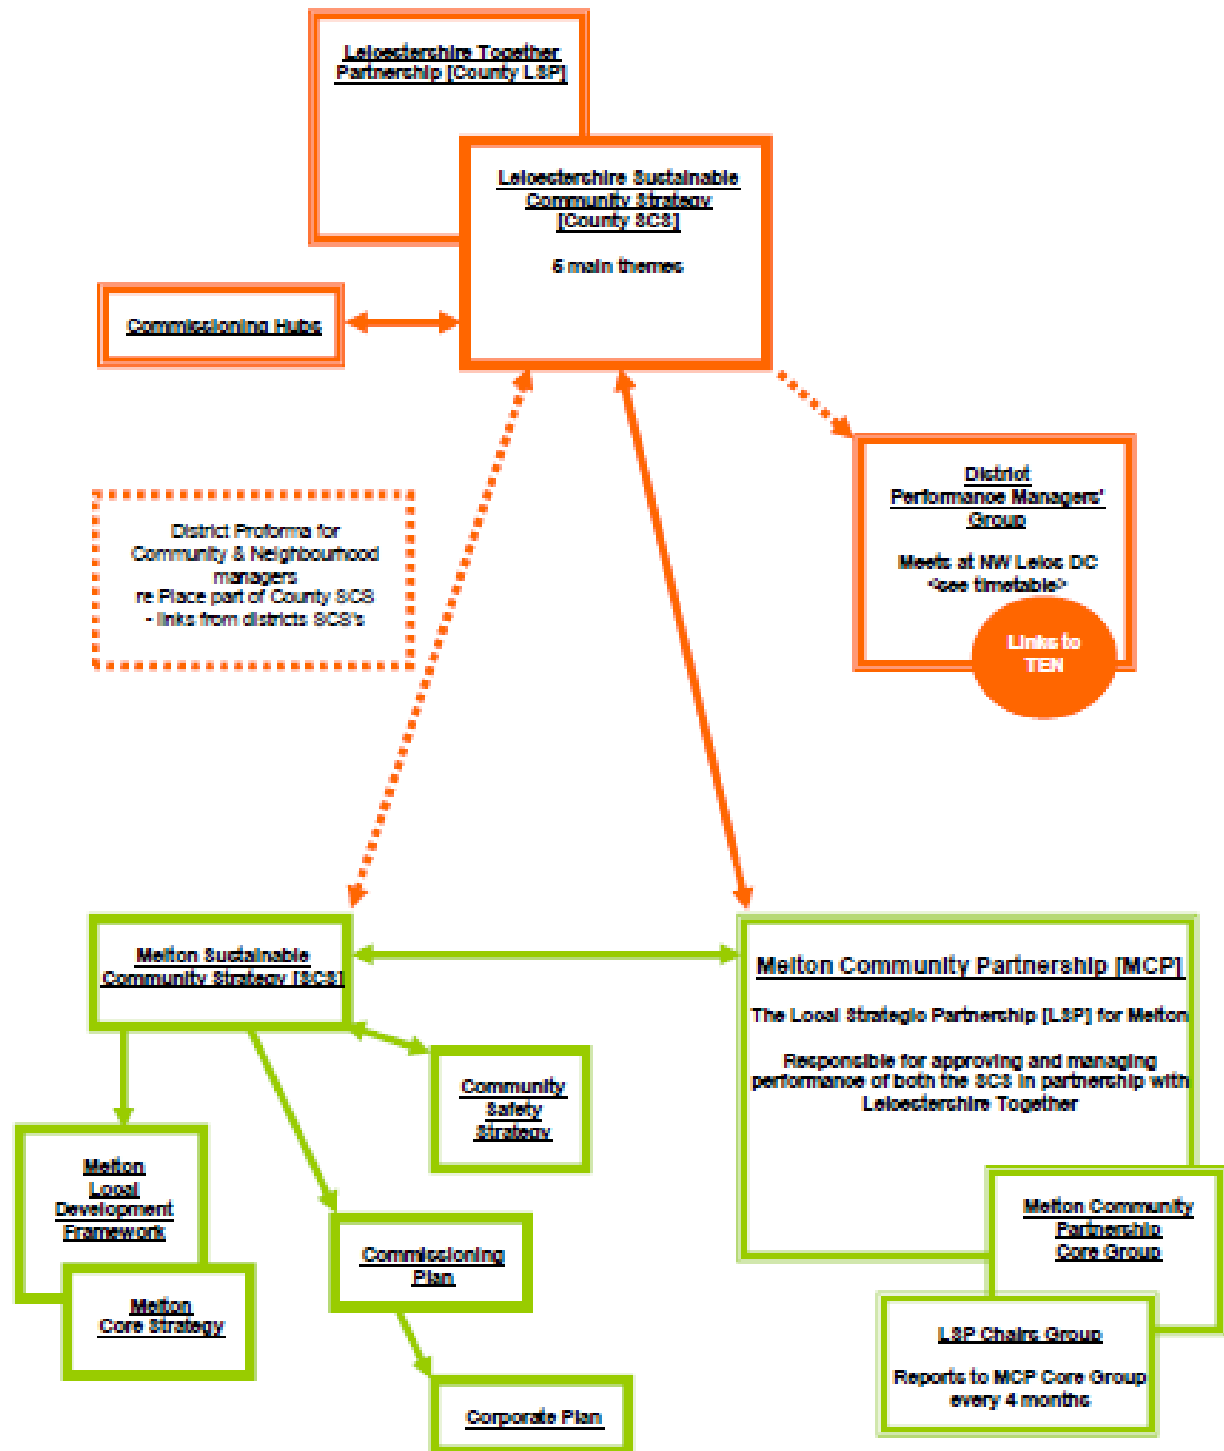 Leicestershire Together
Partnership [County LSP]
Leicestershire Sustainable
Community Strategy
[County SCS]
5 main themes
Commissioning Hubs
District Proforma for
Community & Neighbourhood
managers
re Place part of County SCS
- links from districts SCS's
District
Performance Managers'
Group
Meets at NW Leics DC
<see timetable>
Links to
TEN
Melton Sustainable
Community Strategy [SCS]
Melton Community Partnership [MCP]
The Local Strategic Partnership [LSP] for Melton
Responsible for approving and managing
performance of both the SCS in partnership with
Leicestershire Together
Community
Safety
Strategy
Melton
Local
Development
Framework
Melton
Core Strategy
Commissioning
Plan
Corporate Plan
Melton Community
Partnership
Core Group
LSP Chairs Group
Reports to MCP Core Group
every 4 months